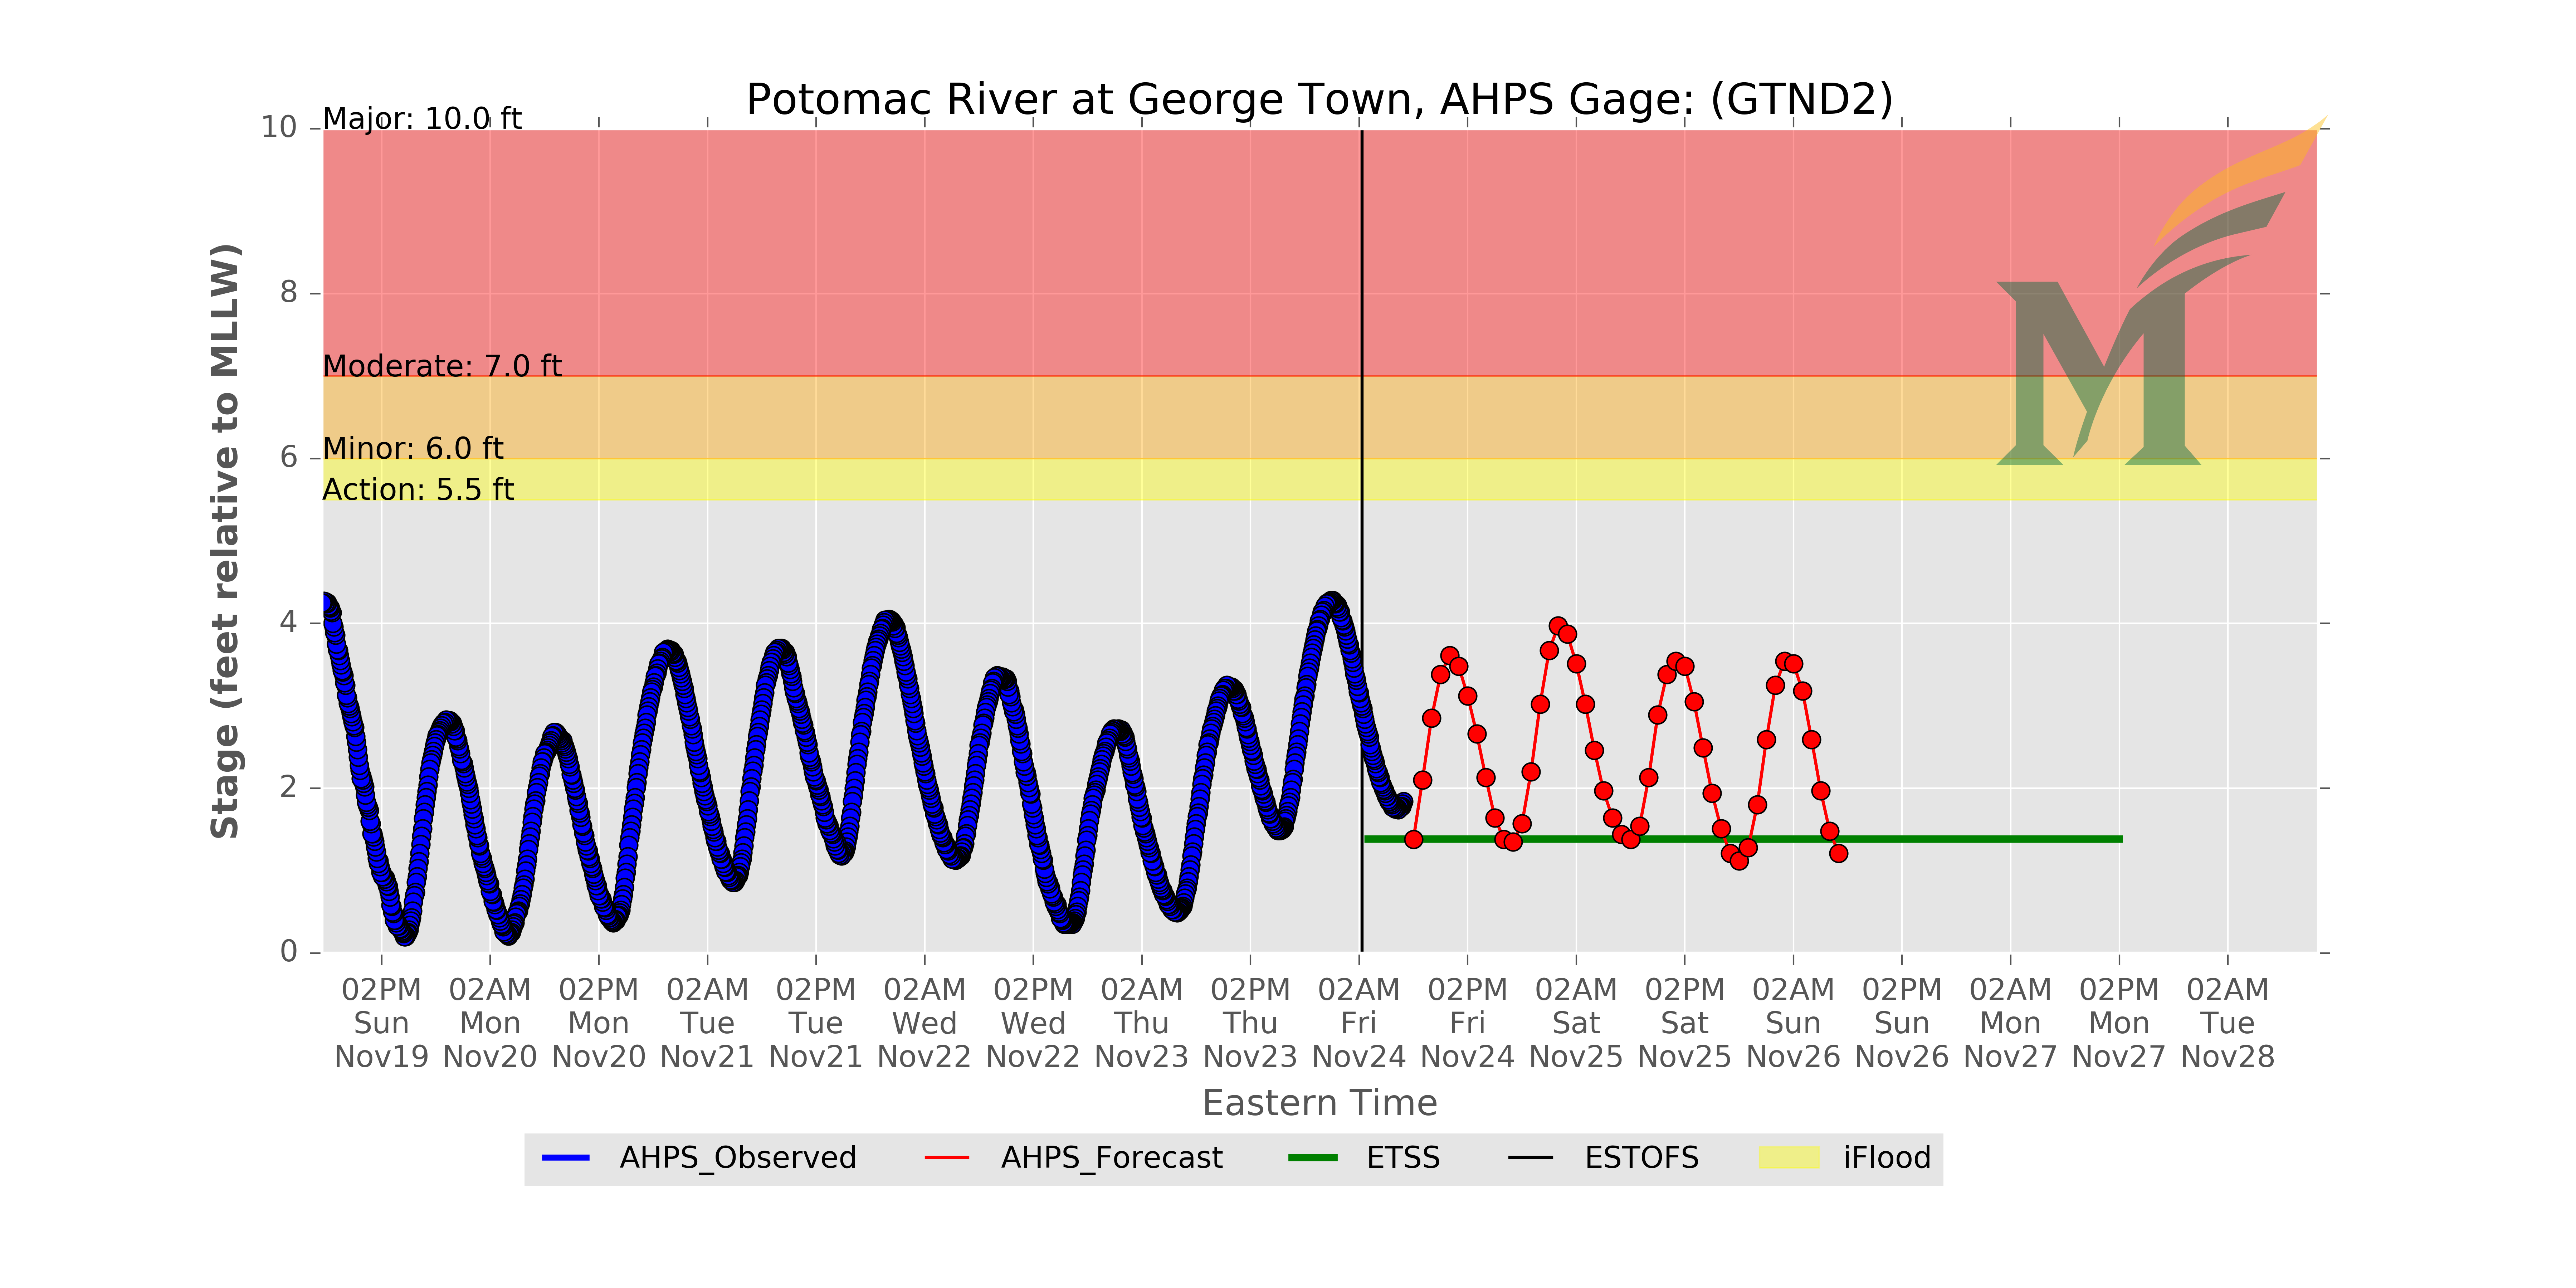 Potomac River at George Town, AHPS Gage: (GTND2)
Major: 10.0 ft
Moderate: 7.0 ft
Minor: 6.0 ft
Action: 5.5 ft
Stage (feet relative to MLLW)
10
8
6
4
2
0
02PM 02AM 02PM 02AM 02PM 02AM 02PM 02AM 02PM 02AM 02PM 02AM 02PM 02AM 02PM 02AM 02PM 02AM
Sun Mon Mon Tue Tue Wed Wed Thu Thu Fri Fri Sat Sat Sun Sun Mon Mon Tue
Nov19 Nov20 Nov20 Nov21 Nov21 Nov22 Nov22 Nov23 Nov23 Nov24 Nov24 Nov25 Nov25 Nov26 Nov26 Nov27 Nov27 Nov28
Eastern Time
AHPS_Observed AHPS_Forecast ETSS ESTOFS iFlood
M